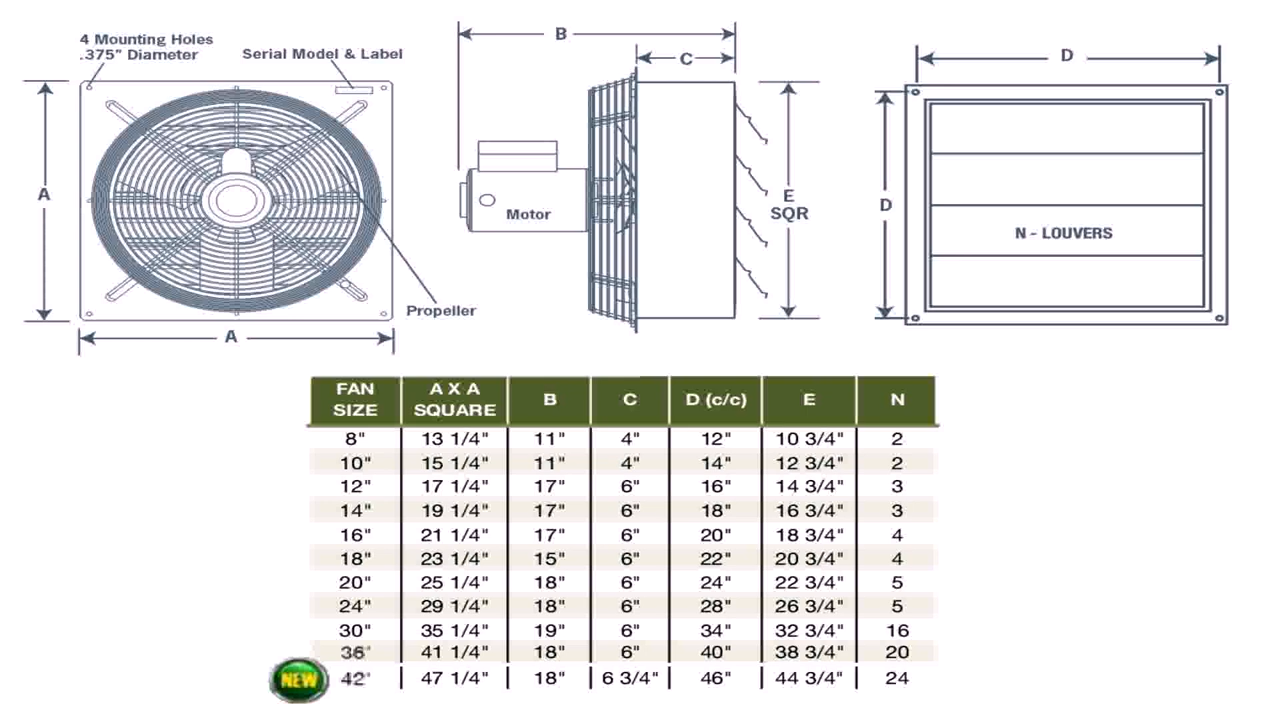 4 Mounting Holes
.375" Diameter
Serial Model & Label
A
A
Propeller
B
C
Motor
E
SQR
D
D
N - LOUVERS
FAN SIZE A X A SQUARE B C D (c/c) E N
8" 13 1/4" 11" 4" 12" 10 3/4" 2
10" 15 1/4" 11" 4" 14" 12 3/4" 2
12" 17 1/4" 17" 6" 16" 14 3/4" 3
14" 19 1/4" 17" 6" 18" 16 3/4" 3
16" 21 1/4" 17" 6" 20" 18 3/4" 4
18" 23 1/4" 15" 6" 22" 20 3/4" 4
20" 25 1/4" 18" 6" 24" 22 3/4" 5
24" 29 1/4" 18" 6" 28" 26 3/4" 5
30" 35 1/4" 19" 6" 34" 32 3/4" 16
36" 41 1/4" 18" 6" 40" 38 3/4" 20
NEW 42" 47 1/4" 18" 6 3/4" 46" 44 3/4" 24